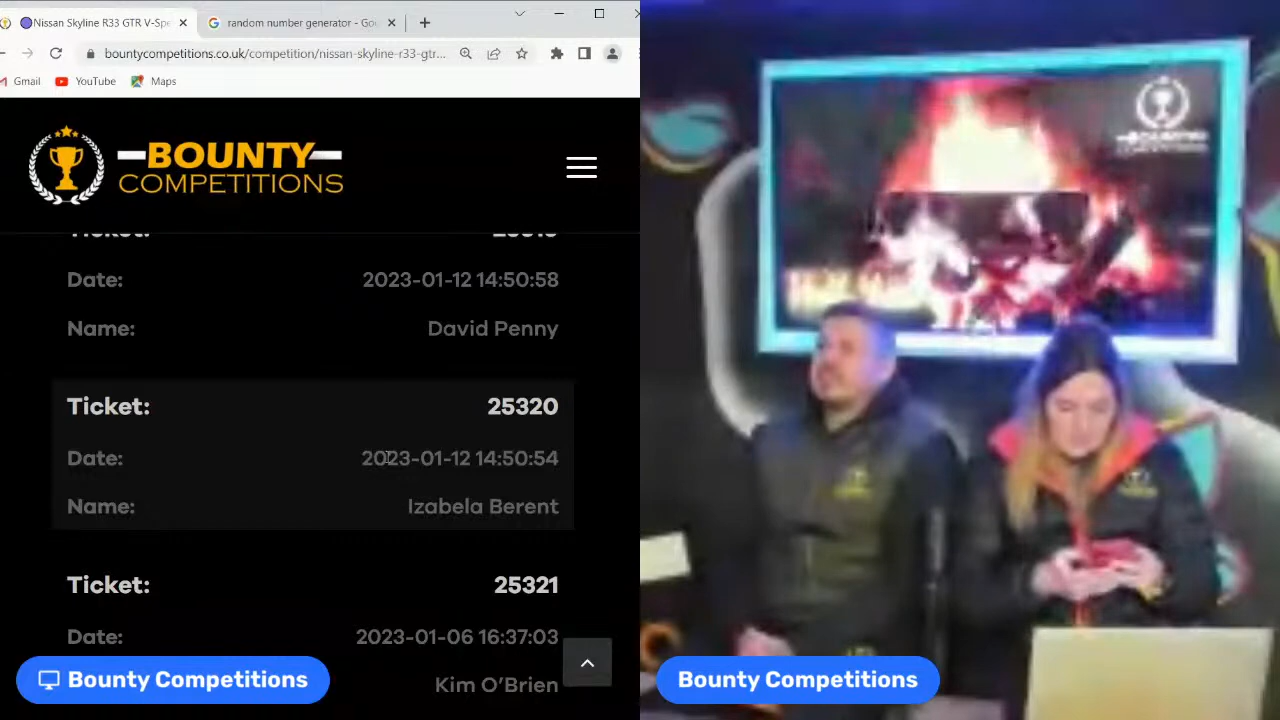 Nissan Skyline R33 GTR V-Spe
random number generator - Go
bountycompetitions.co.uk/competition/nissan-skyline-r33-gtr...
Gmail
YouTube
Maps
BOUNTY
COMPETITIONS
Ticket:
Date: 2023-01-12 14:50:58
Name: David Penny
Ticket: 25320
Date: 2023-01-12 14:50:54
Name: Izabela Berent
Ticket: 25321
Date: 2023-01-06 16:37:03
Kim O'Brien
Bounty Competitions
COMPETITIONS
Bounty Competitions